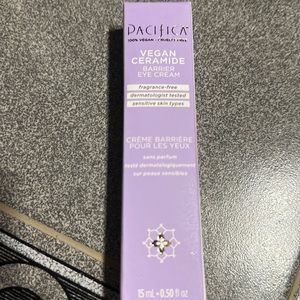 PACIFICA
100% VEGAN • CRUELTY FREE
VEGAN
CERAMIDE
BARRIER
EYE CREAM
fragrance-free
dermatologist tested
sensitive skin types
CRÈME BARRIÈRE
POUR LES YEUX
sans parfum
testé dermatologiquement
sur peaux sensibles
15 mL • 0.50 fl oz